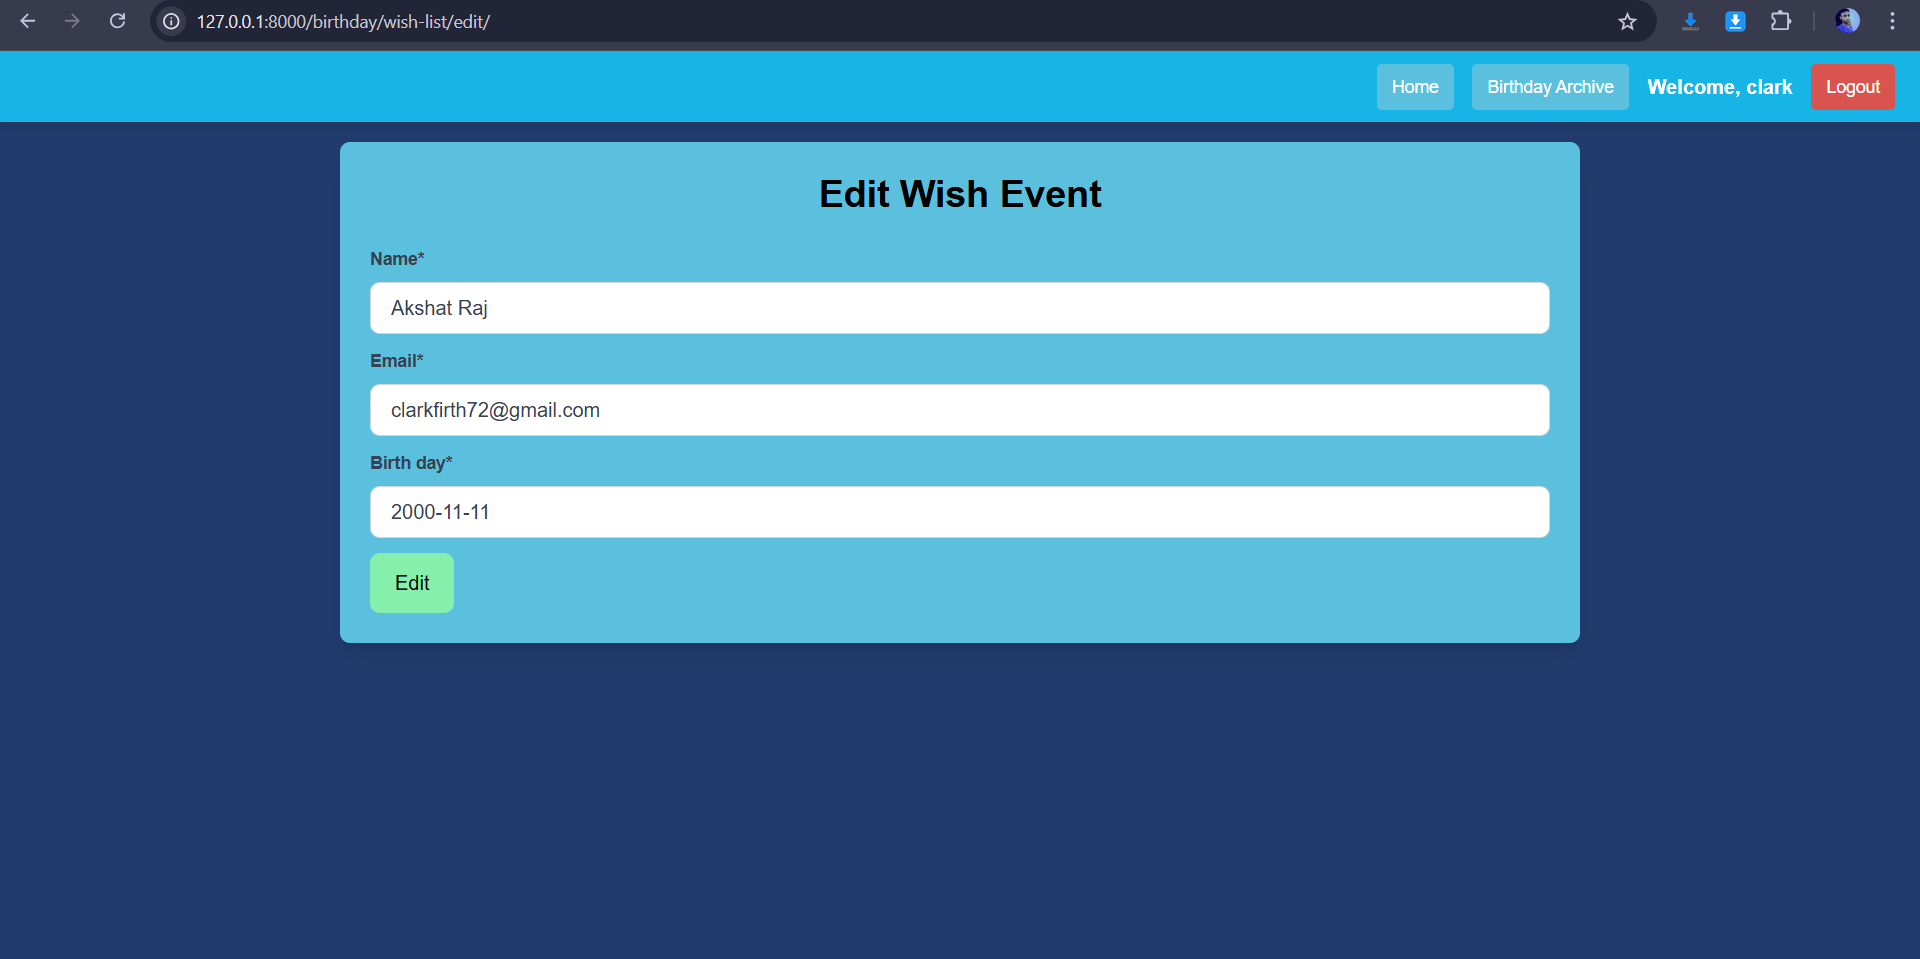 127.0.0.1:8000/birthday/wish-list/edit/
Home
Birthday Archive
Welcome, clark
Logout
Edit Wish Event
Name*
Akshat Raj
Email*
clarkfirth72@gmail.com
Birth day*
2000-11-11
Edit